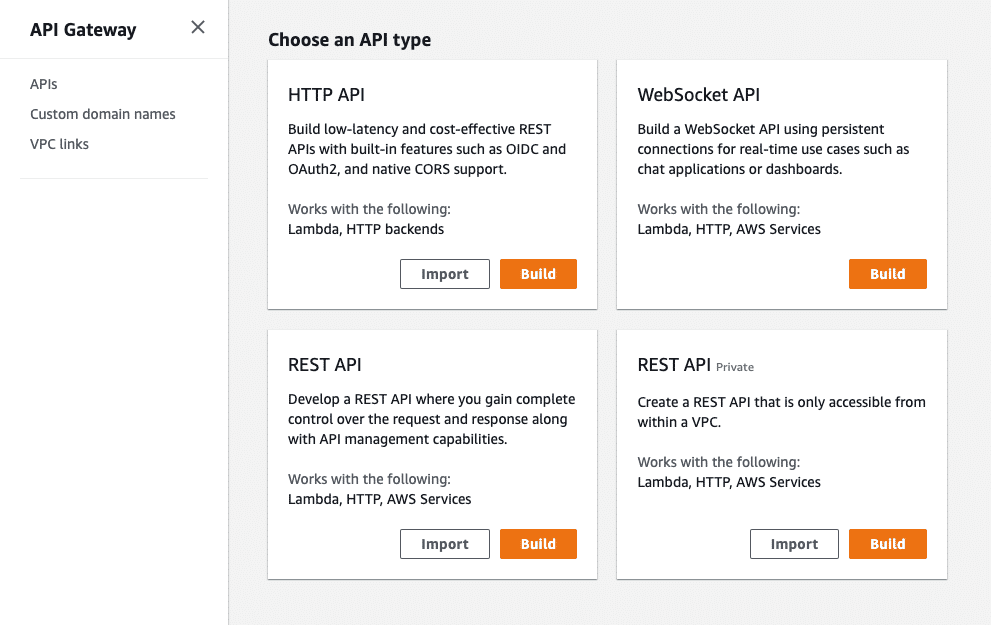 API Gateway
APIs
Custom domain names
VPC links
Choose an API type
HTTP API
Build low-latency and cost-effective REST
APIs with built-in features such as OIDC and
OAuth2, and native CORS support.
Works with the following:
Lambda, HTTP backends
Import
Build
WebSocket API
Build a WebSocket API using persistent
connections for real-time use cases such as
chat applications or dashboards.
Works with the following:
Lambda, HTTP, AWS Services
Build
REST API
Develop a REST API where you gain complete
control over the request and response along
with API management capabilities.
Works with the following:
Lambda, HTTP, AWS Services
Import
Build
REST API Private
Create a REST API that is only accessible from
within a VPC.
Works with the following:
Lambda, HTTP, AWS Services
Import
Build